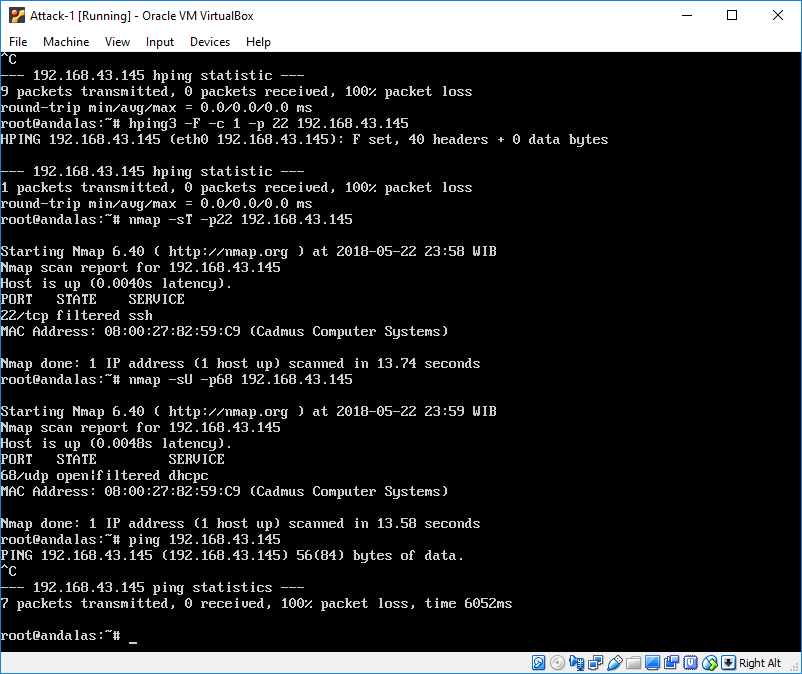 Attack-1 [Running] - Oracle VM VirtualBox
File Machine View Input Devices Help
^C
--- 192.168.43.145 hping statistic ---
9 packets transmitted, 0 packets received, 100% packet loss
round-trip min/avg/max = 0.0/0.0/0.0 ms
root@andalas:~# hping3 -F -c 1 -p 22 192.168.43.145
HPING 192.168.43.145 (eth0 192.168.43.145): F set, 40 headers + 0 data bytes
--- 192.168.43.145 hping statistic ---
1 packets transmitted, 0 packets received, 100% packet loss
round-trip min/avg/max = 0.0/0.0/0.0 ms
root@andalas:~# nmap -sT -p22 192.168.43.145
Starting Nmap 6.40 ( http://nmap.org ) at 2018-05-22 23:58 WIB
Nmap scan report for 192.168.43.145
Host is up (0.0040s latency).
PORT STATE SERVICE
22/tcp filtered ssh
MAC Address: 08:00:27:82:59:C9 (Cadmus Computer Systems)
Nmap done: 1 IP address (1 host up) scanned in 13.74 seconds
root@andalas:~# nmap -sU -p68 192.168.43.145
Starting Nmap 6.40 ( http://nmap.org ) at 2018-05-22 23:59 WIB
Nmap scan report for 192.168.43.145
Host is up (0.0048s latency).
PORT STATE SERVICE
68/udp open|filtered dhcpc
MAC Address: 08:00:27:82:59:C9 (Cadmus Computer Systems)
Nmap done: 1 IP address (1 host up) scanned in 13.58 seconds
root@andalas:~# ping 192.168.43.145
PING 192.168.43.145 (192.168.43.145) 56(84) bytes of data.
^C
--- 192.168.43.145 ping statistics ---
7 packets transmitted, 0 received, 100% packet loss, time 6052ms
root@andalas:~# _
Right Alt